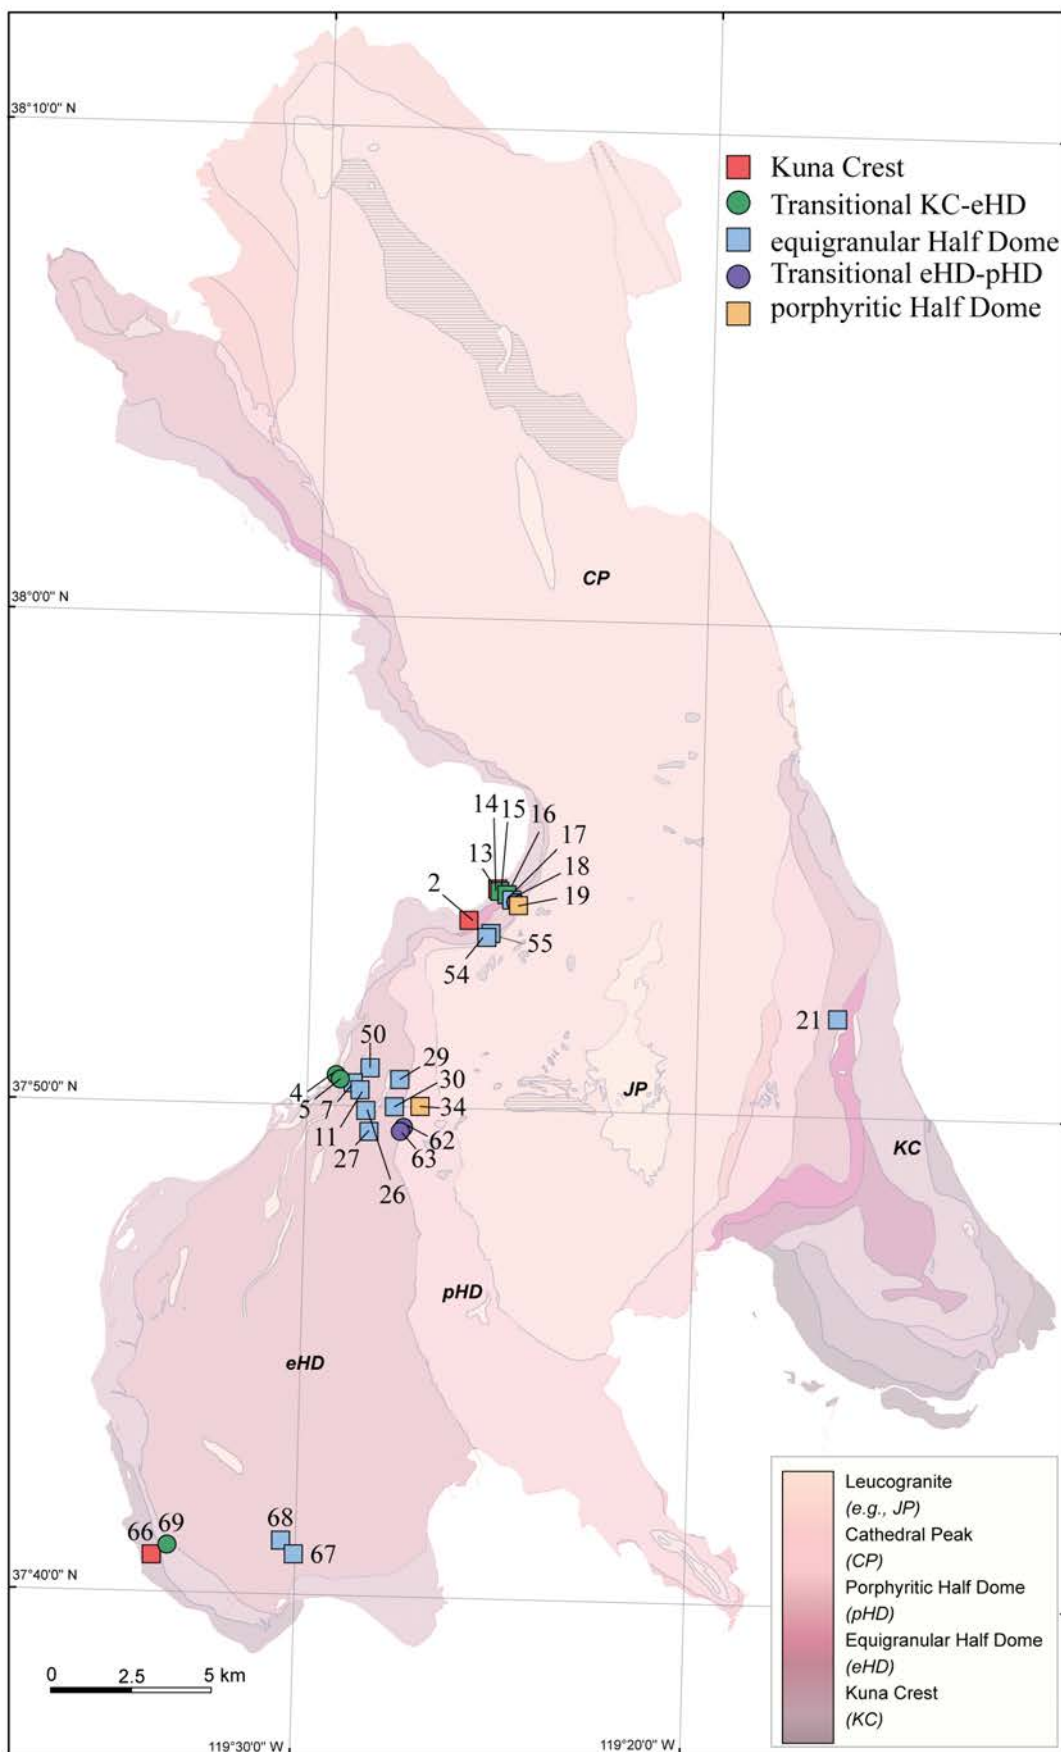 38°10'0" N
Kuna Crest
Transitional KC-eHD
equigranular Half Dome
Transitional eHD-pHD
porphyritic Half Dome
CP
38°0'0" N
14
15
16
17
13
18
2
19
55
54
21
50
29
37°50'0" N
4
30
JP
5
7
34
11
62
27
63
KC
26
pHD
eHD
Leucogranite
(e.g., JP)
Cathedral Peak
(CP)
Porphyritic Half Dome
(pHD)
Equigranular Half Dome
(eHD)
Kuna Crest
(KC)
66
69
68
67
37°40'0" N
0 2.5 5 km
119°30'0" W
119°20'0" W